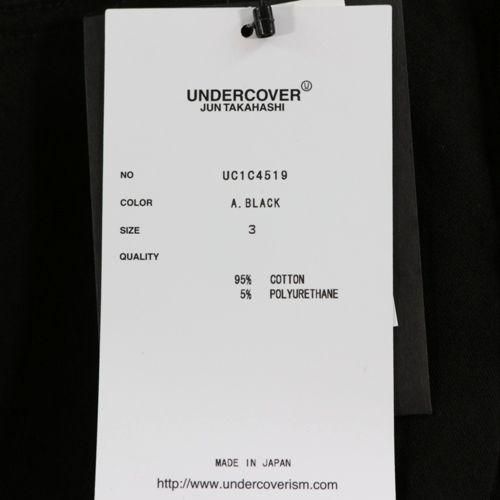 UNDERCOVER U
JUN TAKAHASHI
NO UC1C4519
COLOR A.BLACK
SIZE 3
QUALITY
95% COTTON
5% POLYURETHANE
MADE IN JAPAN
http://www.undercoverism.com